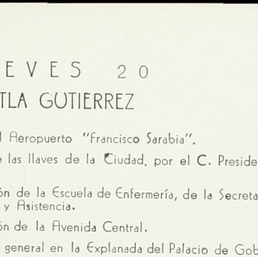 EVES 20
TLA GUTIERREZ
Aeropuerto "Francisco Sarabia".
las llaves de la Ciudad, por el C. Preside
ón de la Escuela de Enfermería, de la Secreta
y Asistencia.
ón de la Avenida Central.
general en la Explanada del Palacio de Gob